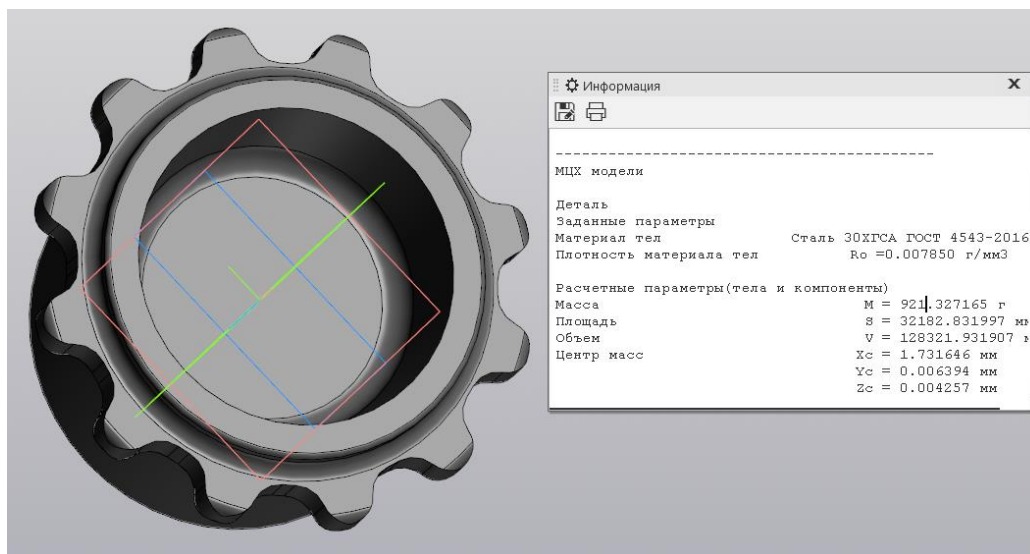 Информация
МЦХ модели
Деталь
Заданные параметры
Материал тел Сталь 30ХГСА ГОСТ 4543-2016
Плотность материала тел Ro =0.007850 г/мм3
Расчетные параметры(тела и компоненты)
Масса M = 921.327165 г
Площадь S = 32182.831997
Объем V = 128321.931907
Центр масс Xc = 1.731646 мм
Yc = 0.006394 мм
Zc = 0.004257 мм